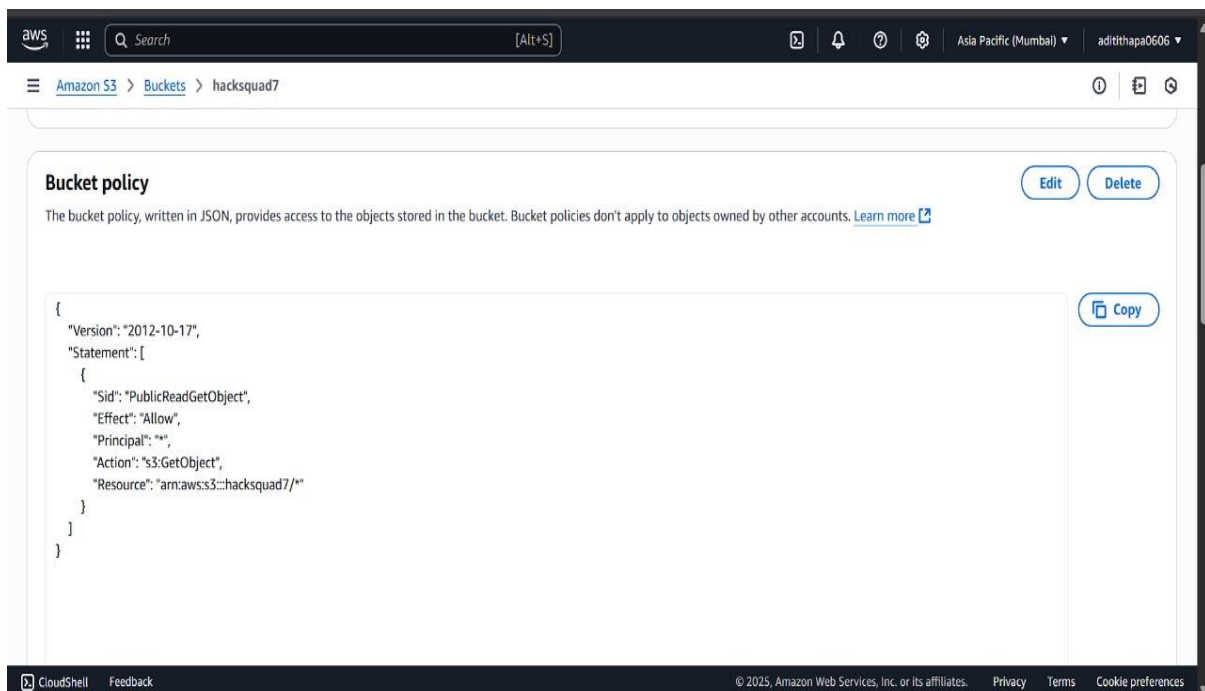 aws
Search [Alt+S] Asia Pacific (Mumbai) ▼ aditithapa0606 ▼
Amazon S3 > Buckets > hacksquad7
Bucket policy
Edit Delete
The bucket policy, written in JSON, provides access to the objects stored in the bucket. Bucket policies don't apply to objects owned by other accounts. Learn more
Copy
{
"Version": "2012-10-17",
"Statement": [
{
"Sid": "PublicReadGetObject",
"Effect": "Allow",
"Principal": "*",
"Action": "s3:GetObject",
"Resource": "arn:aws:s3:::hacksquad7/*"
}
]
}
CloudShell Feedback © 2025, Amazon Web Services, Inc. or its affiliates. Privacy Terms Cookie preferences